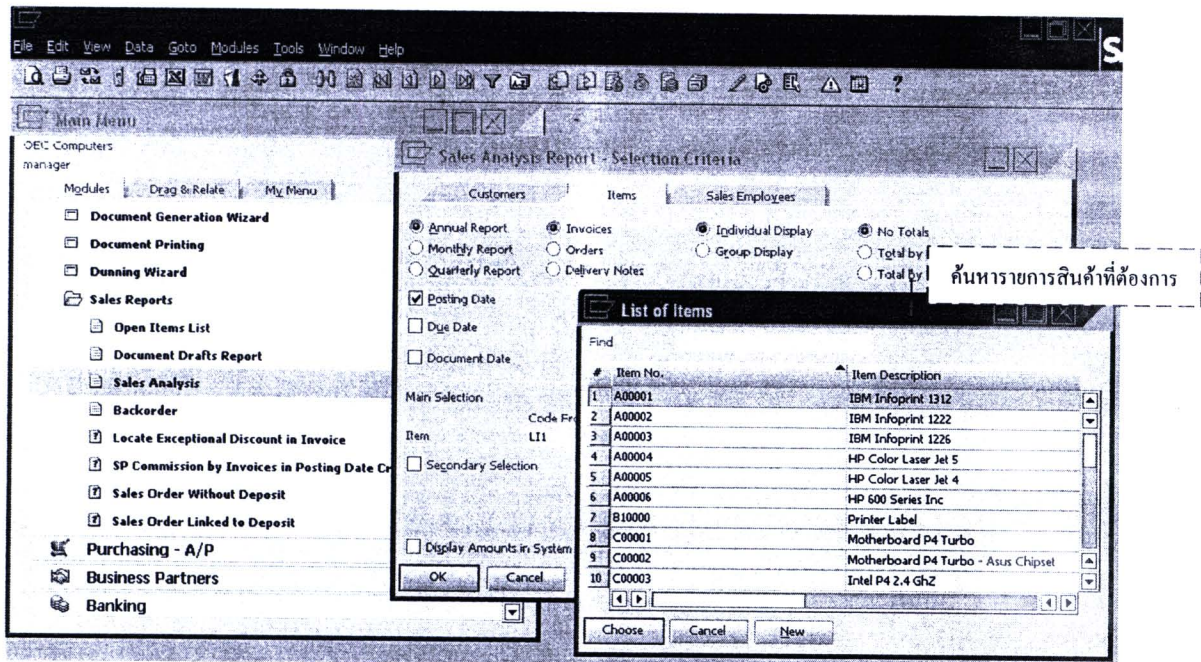 File Edit View Data Goto Modules Tools Window Help
S
Main Menu
OEC Computers
manager
Modules Drag & Relate My Menu
Document Generation Wizard
Document Printing
Dunning Wizard
Sales Reports
Open Items List
Document Drafts Report
Sales Analysis
Backorder
Locate Exceptional Discount in Invoice
SP Commission by Invoices in Posting Date Cr
Sales Order Without Deposit
Sales Order Linked to Deposit
Purchasing - A/P
Business Partners
Banking
Sales Analysis Report - Selection Criteria
Customers Items Sales Employees
Annual Report Invoices Individual Display No Totals
Monthly Report Orders Group Display Total by
Quarterly Report Delivery Notes Total By
Posting Date
Due Date
Document Date
Main Selection
Code Fro
Item LI1
Secondary Selection
Display Amounts in System
OK Cancel
ค้นหารายการสินค้าที่ต้องการ
List of Items
Find
# Item No. Item Description
1 A00001 IBM Infoprint 1312
2 A00002 IBM Infoprint 1222
3 A00003 IBM Infoprint 1226
4 A00004 HP Color Laser Jet 5
5 A00005 HP Color Laser Jet 4
6 A00006 HP 600 Series Inc
7 B10000 Printer Label
8 C00001 Motherboard P4 Turbo
9 C00002 Motherboard P4 Turbo - Asus Chipset
10 C00003 Intel P4 2.4 GhZ
Choose Cancel New